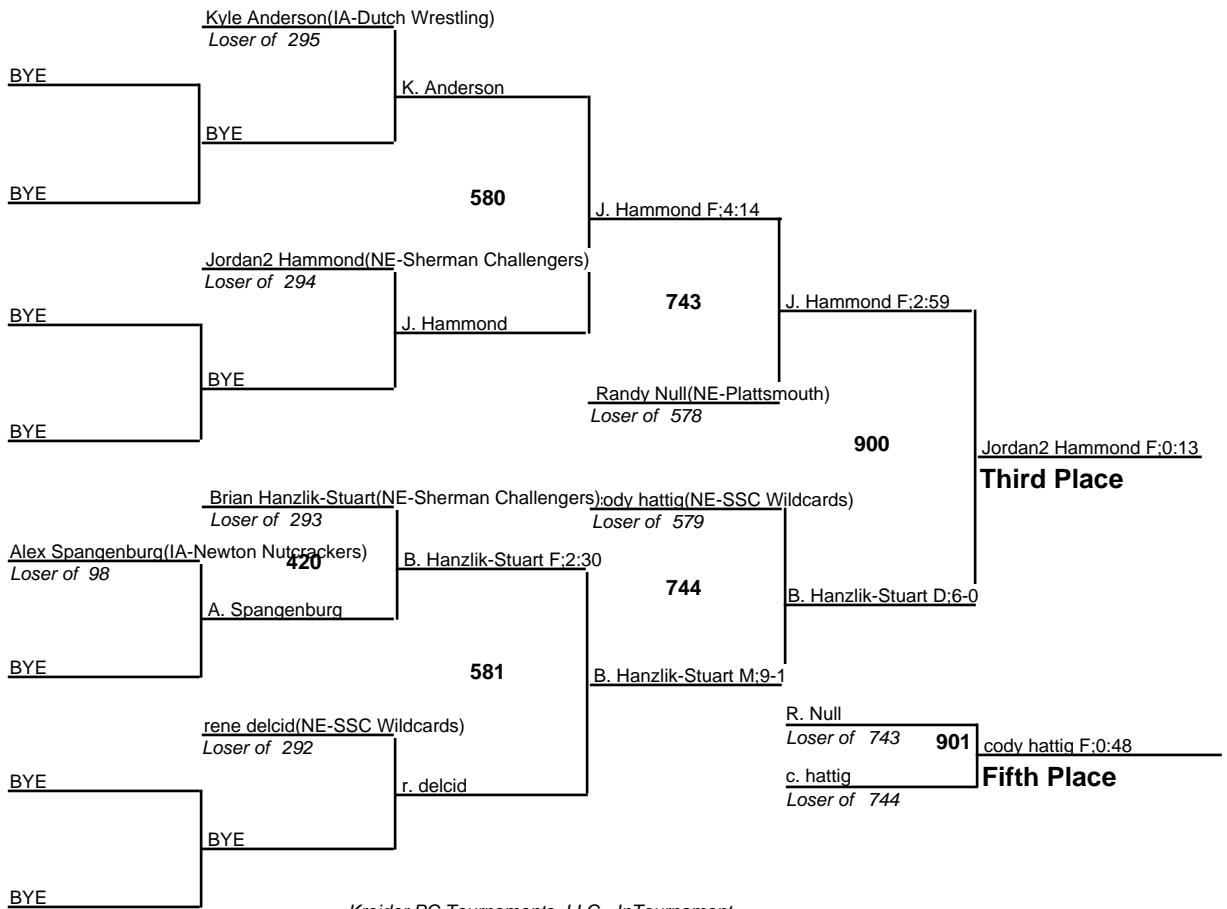 Kyle Anderson(IA-Dutch Wrestling)
Loser of 295
BYE
K. Anderson
BYE
BYE
580
J. Hammond F;4:14
Jordan2 Hammond(NE-Sherman Challengers)
Loser of 294
743
J. Hammond F;2:59
BYE
J. Hammond
BYE
Randy Null(NE-Plattsmouth)
Loser of 578
BYE
900
Jordan2 Hammond F;0:13
Third Place
Brian Hanzlik-Stuart(NE-Sherman Challengers)
cody hattig(NE-SSC Wildcards)
Loser of 293
Loser of 579
Alex Spangenburg(IA-Newton Nutcrackers)
420
B. Hanzlik-Stuart F;2:30
Loser of 98
744
A. Spangenburg
B. Hanzlik-Stuart D;6-0
BYE
581
B. Hanzlik-Stuart M;9-1
rene delcid(NE-SSC Wildcards)
Loser of 292
R. Null
Loser of 743
901
cody hattig F;0:48
Fifth Place
BYE
r. delcid
c. hattig
Loser of 744
BYE
BYE